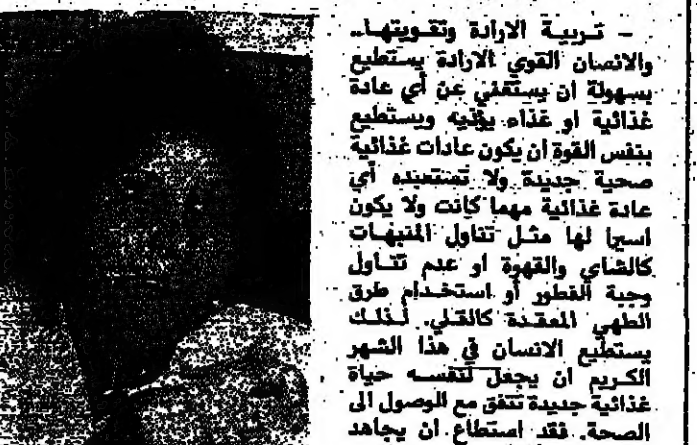 - تربية الارادة وتقويتها..
والانسان القوي الارادة يستطيع
بسهولة ان يستغني عن أي عادة
غذائية او غذاء يؤذيه ويستطيع
بنفس القوة ان يكون عادات غذائية
صحية جديدة ولا تستعبده أي
عادة غذائية مهما كانت ولا يكون
اسيرا لها مثل تناول المنبهات
كالشاي والقهوة او عدم تناول
وجبة الفطور أو استخدام طرق
الطهي المعقدة كالقلي. لذلك
يستطيع الانسان في هذا الشهر
الكريم ان يجعل لنفسه حياة
غذائية جديدة تتفق مع الوصول الى
الصحة. فقد استطاع ان يجاهد